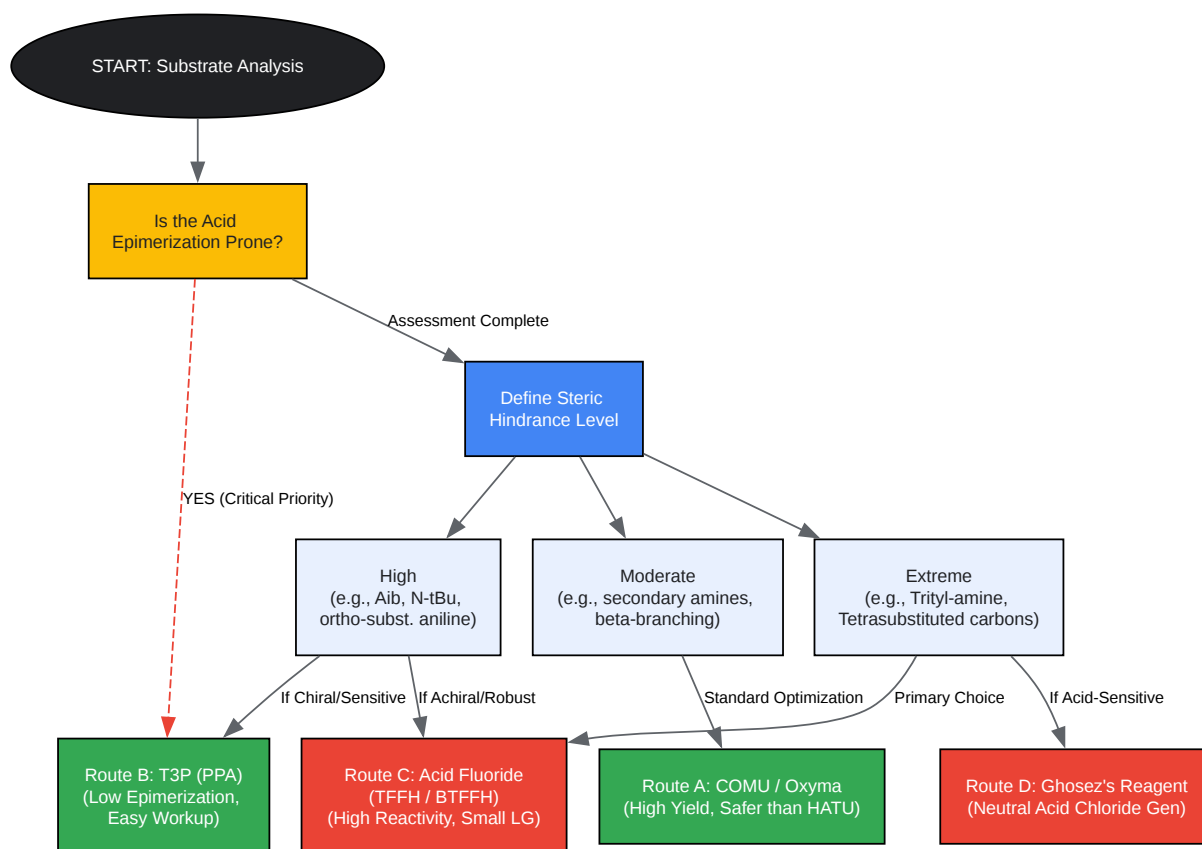 START: Substrate Analysis
Is the Acid
Epimerization Prone?
Assessment Complete
Define Steric
Hindrance Level
YES (Critical Priority)
High
(e.g., Aib, N-tBu,
ortho-subst. aniline)
Moderate
(e.g., secondary amines,
beta-branching)
Extreme
(e.g., Trityl-amine,
Tetrasubstituted carbons)
If Chiral/Sensitive
If Achiral/Robust
Standard Optimization
Primary Choice
If Acid-Sensitive
Route B: T3P (PPA)
(Low Epimerization,
Easy Workup)
Route C: Acid Fluoride
(TFFH / BTFFH)
(High Reactivity, Small LG)
Route A: COMU / Oxyma
(High Yield, Safer than HATU)
Route D: Ghosez's Reagent
(Neutral Acid Chloride Gen)